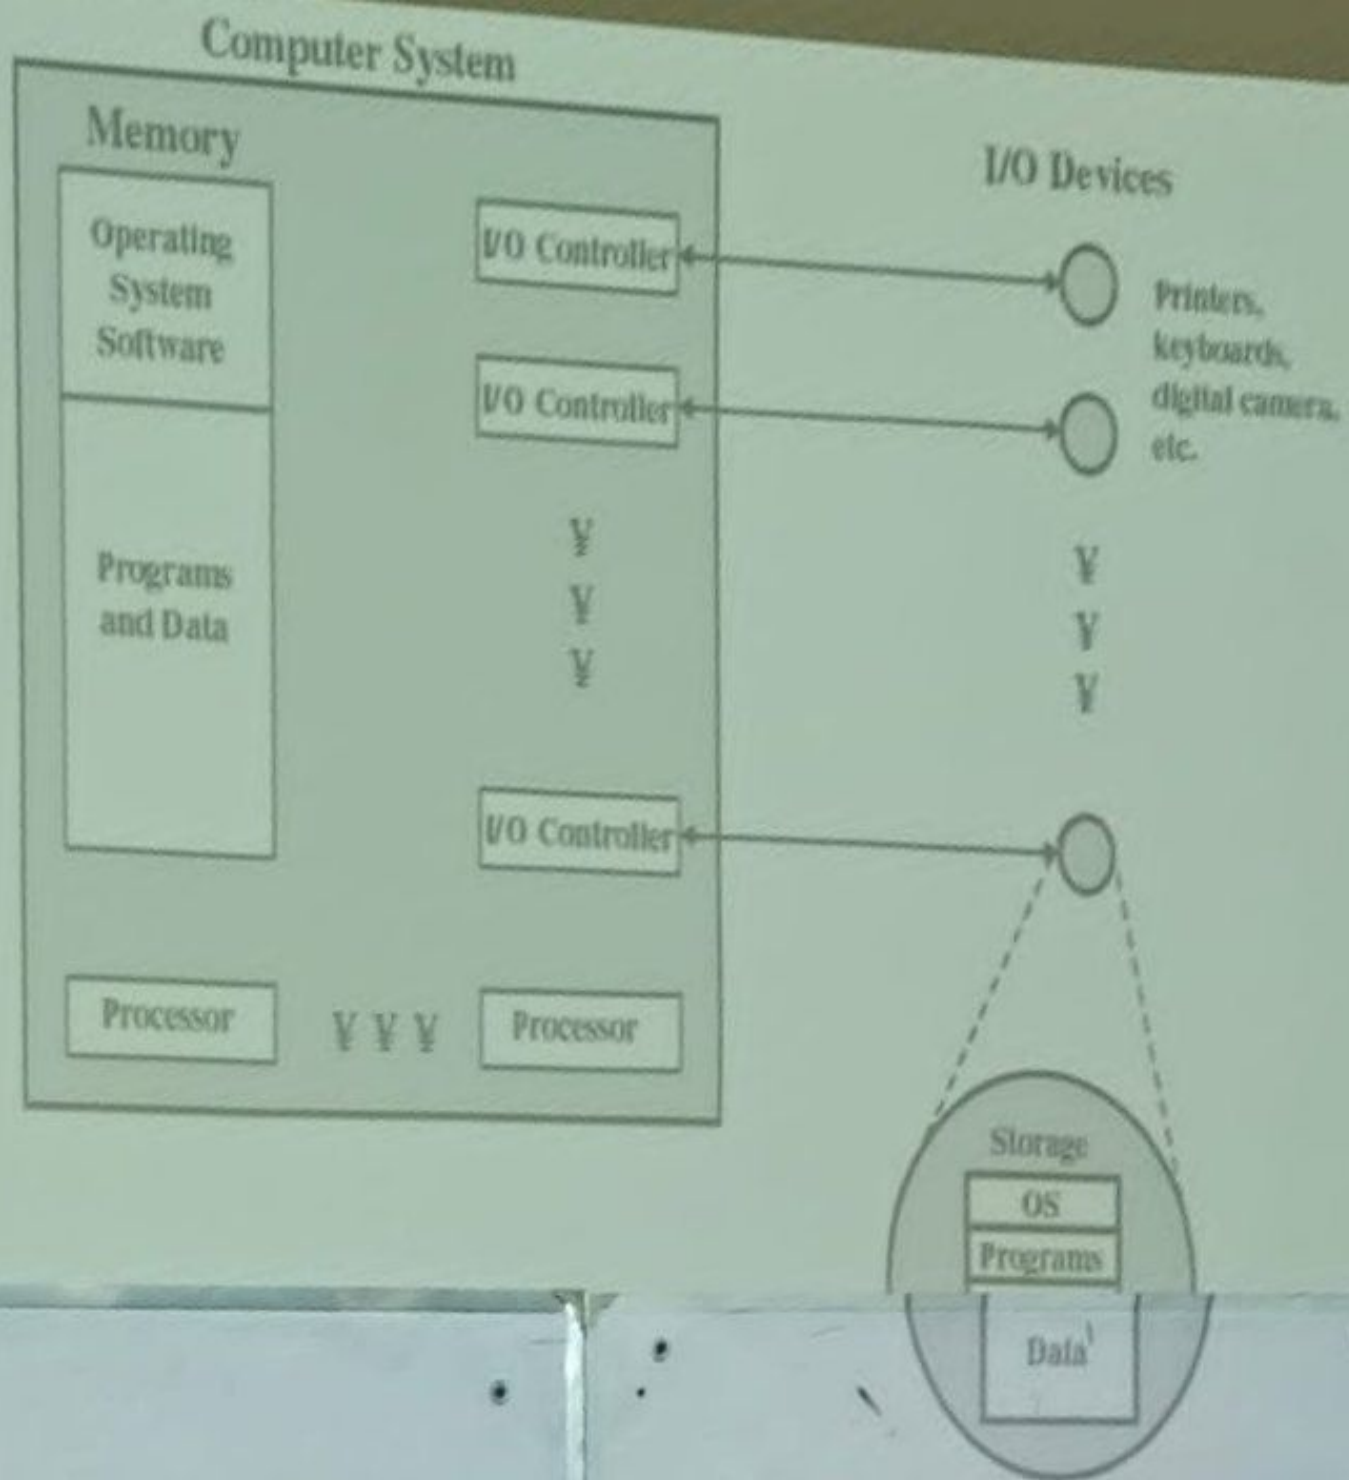 Computer System
Memory
Operating
System
Software
Programs
and Data
I/O Controller
I/O Controller
¥
¥
¥
I/O Controller
Processor
¥ ¥ ¥
Processor
I/O Devices
Printers,
keyboards,
digital camera,
etc.
¥
¥
¥
Storage
OS
Programs
Data